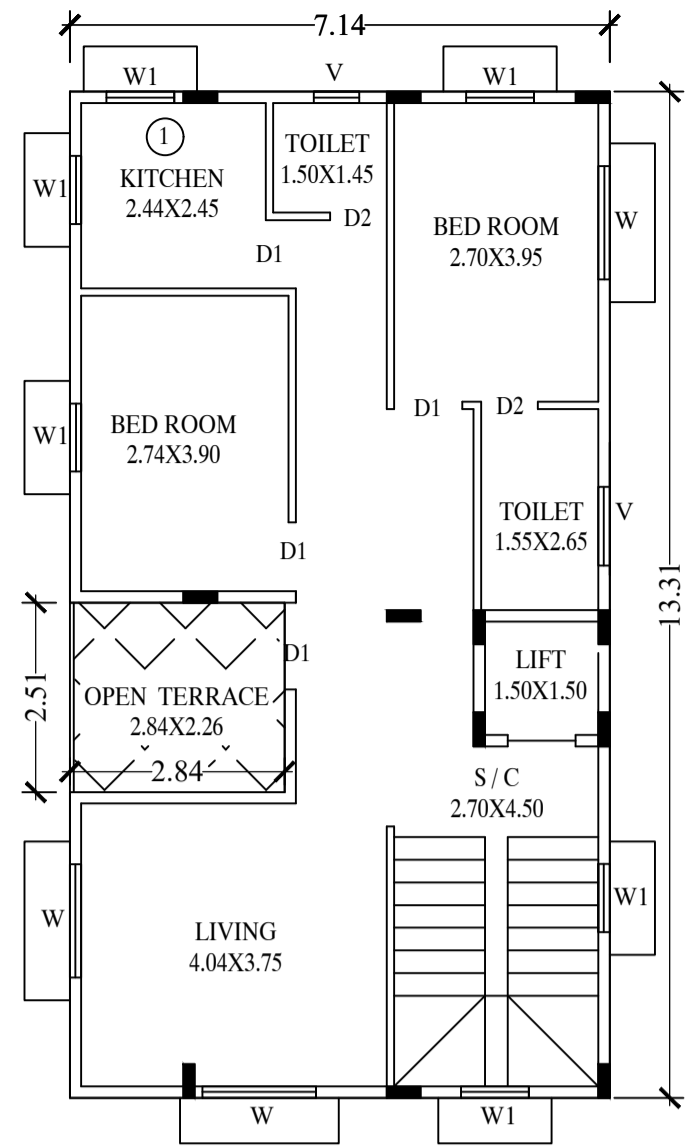 7.14
W1
V
W1
1
TOILET
1.50X1.45
KITCHEN
2.44X2.45
W1
D2
BED ROOM
2.70X3.95
W
D1
BED ROOM
2.74X3.90
W1
D1
D2
TOILET
1.55X2.65
V
D1
13.31
D1
LIFT
1.50X1.50
2.51
OPEN TERRACE
2.84X2.26
2.84
S / C
2.70X4.50
W
LIVING
4.04X3.75
W1
W
W1